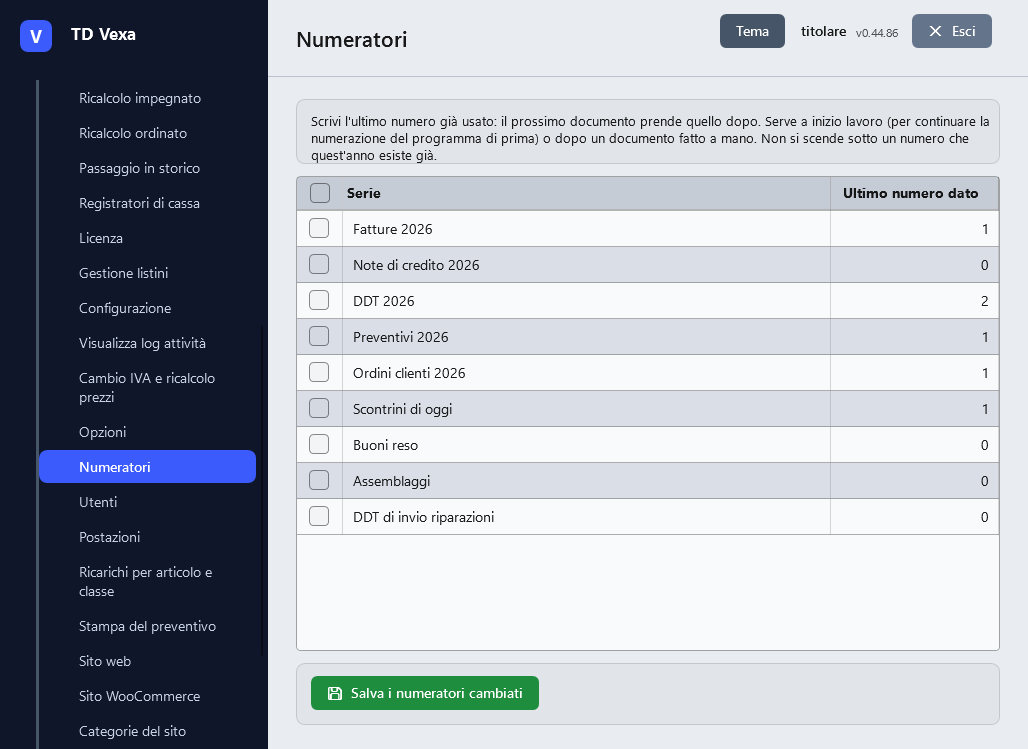 V
TD Vexa
Ricalcolo impegnato
Ricalcolo ordinato
Passaggio in storico
Registratori di cassa
Licenza
Gestione listini
Configurazione
Visualizza log attività
Cambio IVA e ricalcolo
prezzi
Opzioni
Numeratori
Utenti
Postazioni
Ricarichi per articolo e
classe
Stampa del preventivo
Sito web
Sito WooCommerce
Categorie del sito
Numeratori
Tema
titolare v0.44.86
Esci
Scrivi l'ultimo numero già usato: il prossimo documento prende quello dopo. Serve a inizio lavoro (per continuare la
numerazione del programma di prima) o dopo un documento fatto a mano. Non si scende sotto un numero che
quest'anno esiste già.
Serie Ultimo numero dato
Fatture 2026 1
Note di credito 2026 0
DDT 2026 2
Preventivi 2026 1
Ordini clienti 2026 1
Scontrini di oggi 1
Buoni reso 0
Assemblaggi 0
DDT di invio riparazioni 0
Salva i numeratori cambiati